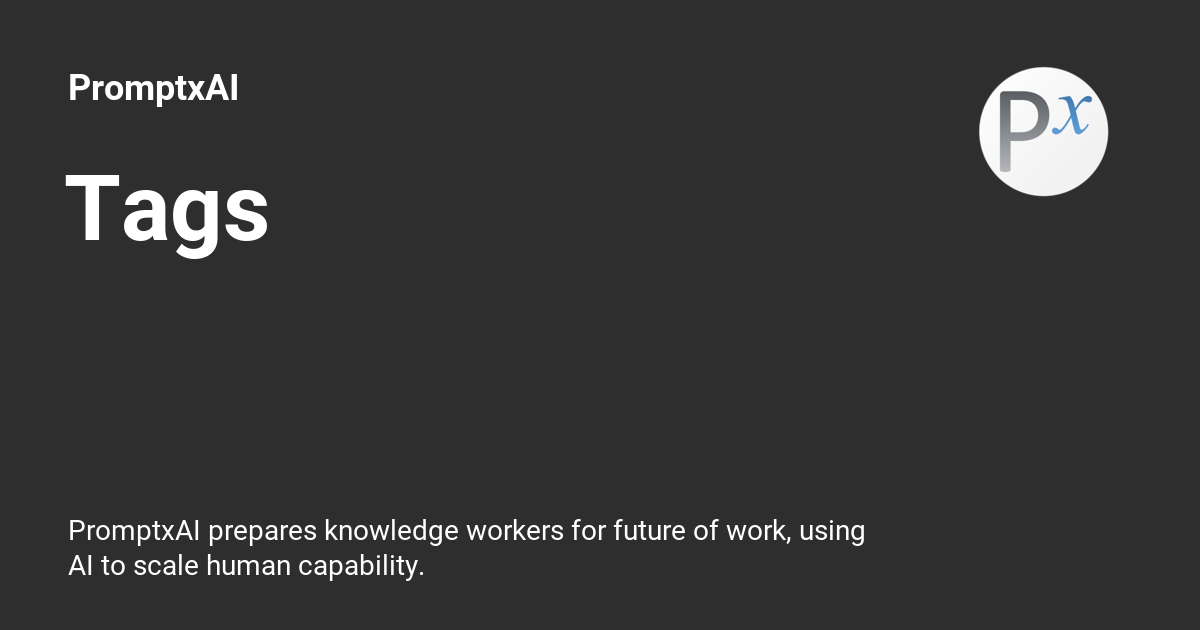 PromptxAI
Px
Tags
PromptxAI prepares knowledge workers for future of work, using
AI to scale human capability.